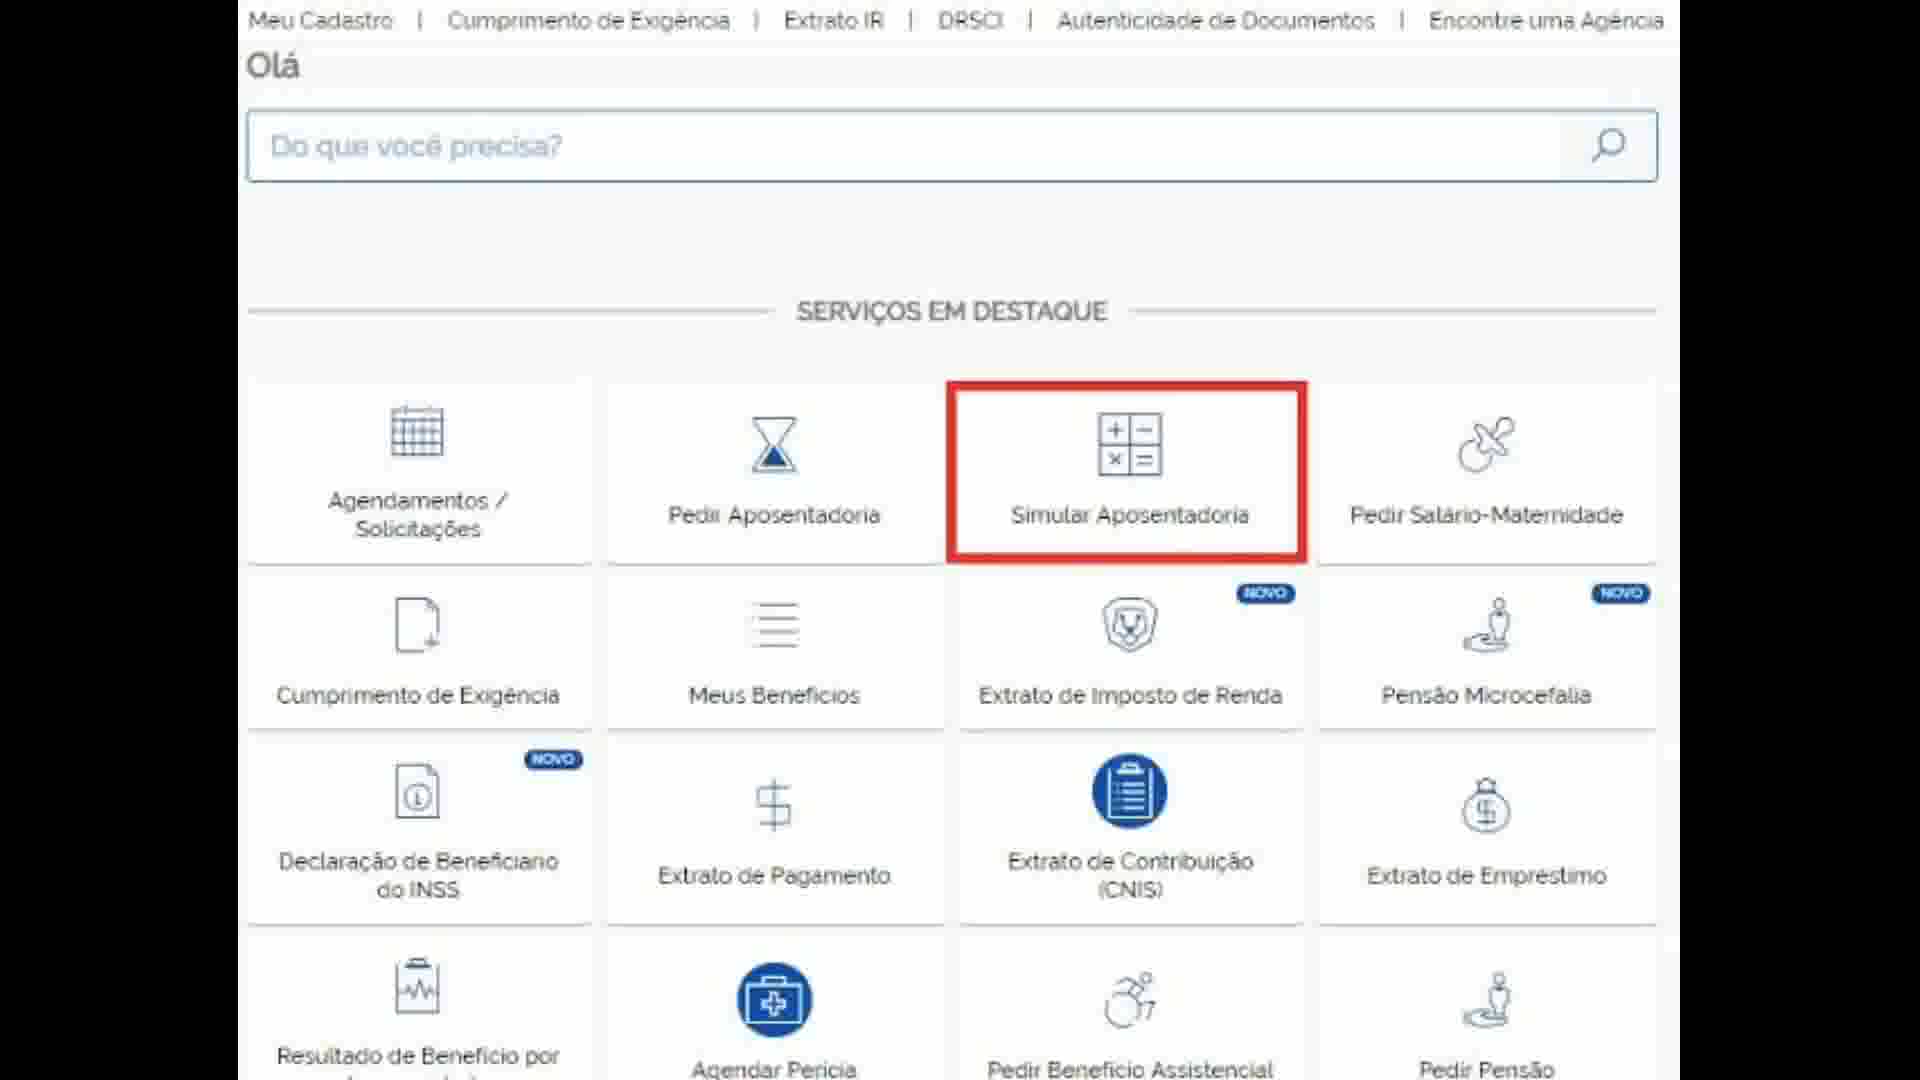 Meu Cadastro | Cumprimento de Exigência | Extrato IR | DRSCI | Autenticidade de Documentos | Encontre uma Agência
Olá
Do que você precisa?
SERVIÇOS EM DESTAQUE
Agendamentos /
Solicitações
Pedir Aposentadoria
Simular Aposentadoria
Pedir Salário-Maternidade
Cumprimento de Exigência
Meus Benefícios
NOVO
Extrato de Imposto de Renda
NOVO
Pensão Microcefalia
NOVO
Declaração de Beneficiário
do INSS
Extrato de Pagamento
Extrato de Contribuição
(CNIS)
Extrato de Empréstimo
Resultado de Benefício por
Agendar Perícia
Pedir Benefício Assistencial
Pedir Pensão